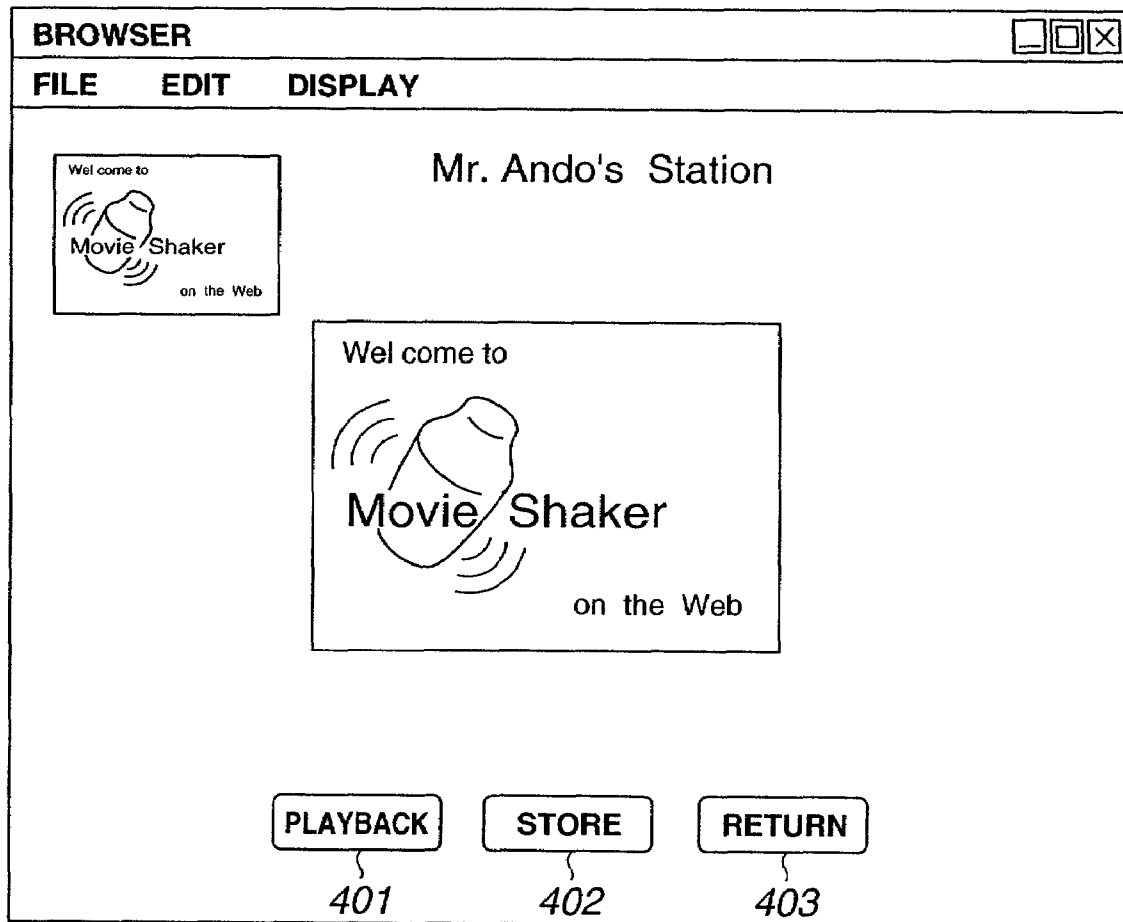 BROWSER
FILE EDIT DISPLAY
Mr. Ando's Station
Wel come to
Movie Shaker
on the Web
Wel come to
Movie Shaker
on the Web
PLAYBACK STORE RETURN
401 402 403